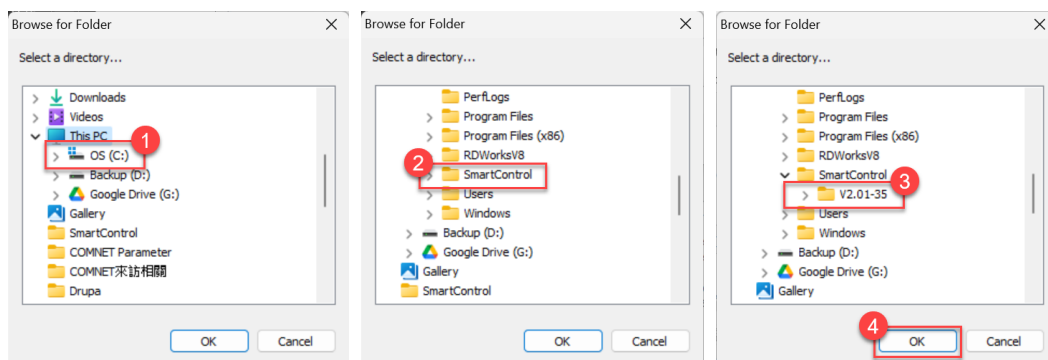 Browse for Folder
Select a directory...
Downloads
Videos
This PC
1
OS (C:)
Backup (D:)
Google Drive (G:)
Gallery
SmartControl
COMNET Parameter
COMNET來訪相關
Drupa
OK
Cancel
Browse for Folder
Select a directory...
PerfLogs
Program Files
Program Files (x86)
RDWorksV8
2
SmartControl
Users
Windows
Backup (D:)
Google Drive (G:)
Gallery
SmartControl
OK
Cancel
Browse for Folder
Select a directory...
PerfLogs
Program Files
Program Files (x86)
RDWorksV8
SmartControl
3
V2.01-35
Users
Windows
Backup (D:)
Google Drive (G:)
Gallery
4
OK
Cancel